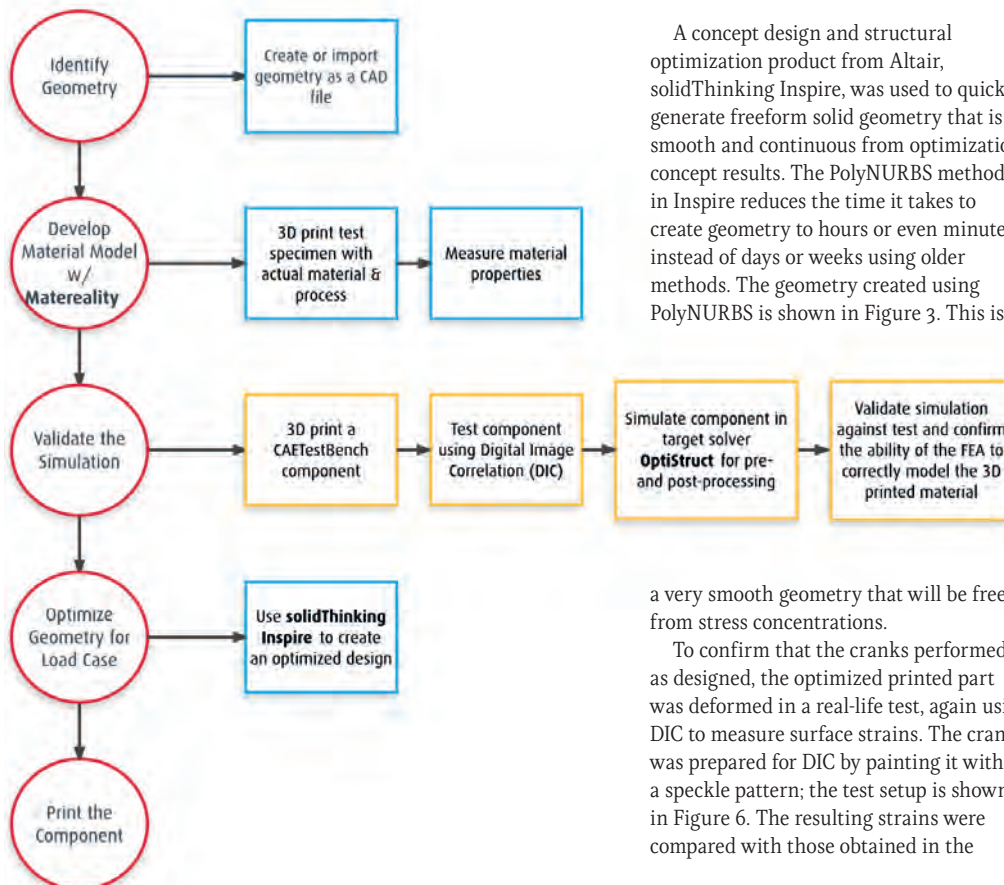 Identify
Geometry
Create or import
geometry as a CAD
file
Develop
Material Model
w/
Matereality
3D print test
specimen with
actual material &
process
Measure material
properties
Validate the
Simulation
3D print a
CAETestBench
component
Test component
using Digital Image
Correlation (DIC)
Simulate component in
target solver
OptiStruct for pre-
and post-processing
Validate simulation
against test and confirm
the ability of the FEA to
correctly model the 3D
printed material
Optimize
Geometry for
Load Case
Use solidThinking
Inspire to create
an optimized design
Print the
Component
A concept design and structural
optimization product from Altair,
solidThinking Inspire, was used to quick
generate freeform solid geometry that is
smooth and continuous from optimizatio
concept results. The PolyNURBS method
in Inspire reduces the time it takes to
create geometry to hours or even minute
instead of days or weeks using older
methods. The geometry created using
PolyNURBS is shown in Figure 3. This is
a very smooth geometry that will be free
from stress concentrations.
To confirm that the cranks performed
as designed, the optimized printed part
was deformed in a real-life test, again usi
DIC to measure surface strains. The cran
was prepared for DIC by painting it with
a speckle pattern; the test setup is shown
in Figure 6. The resulting strains were
compared with those obtained in the